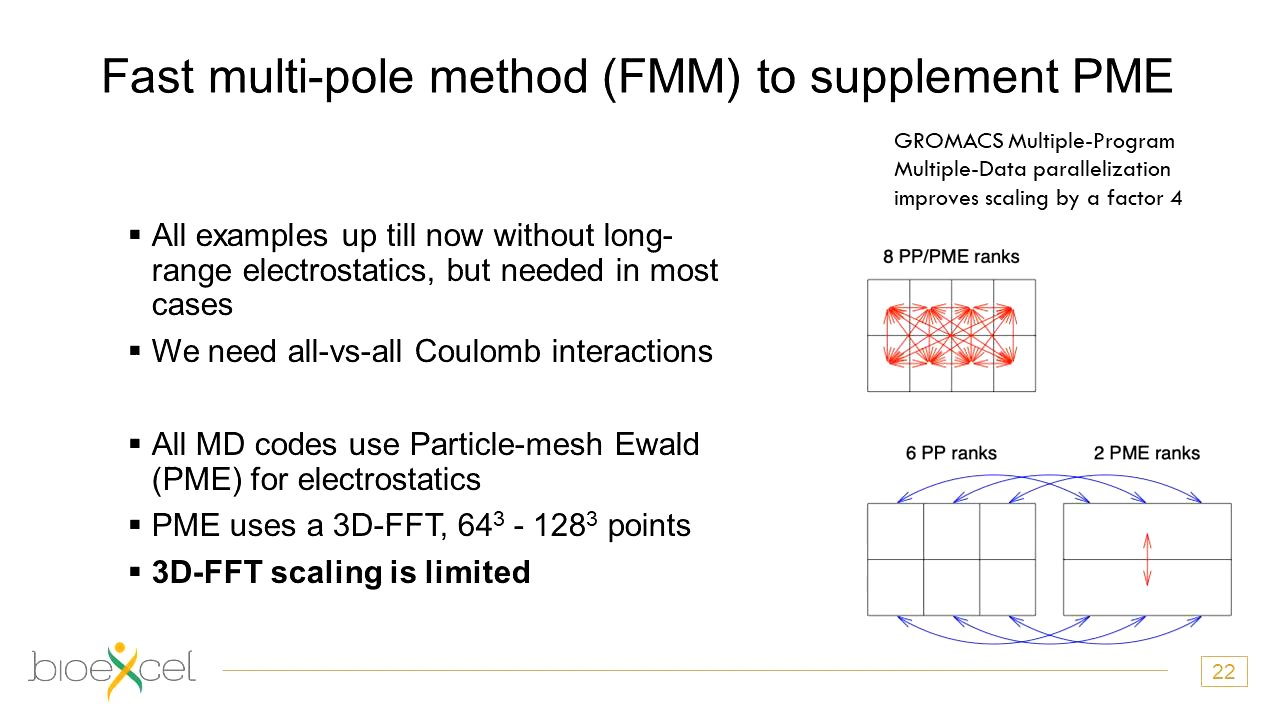 Fast multi-pole method (FMM) to supplement PME
GROMACS Multiple-Program
Multiple-Data parallelization
improves scaling by a factor 4
▪ All examples up till now without long-
range electrostatics, but needed in most
cases
▪ We need all-vs-all Coulomb interactions
▪ All MD codes use Particle-mesh Ewald
(PME) for electrostatics
▪ PME uses a 3D-FFT, 64³ - 128³ points
▪ 3D-FFT scaling is limited
8 PP/PME ranks
6 PP ranks
2 PME ranks
bioexcel
22